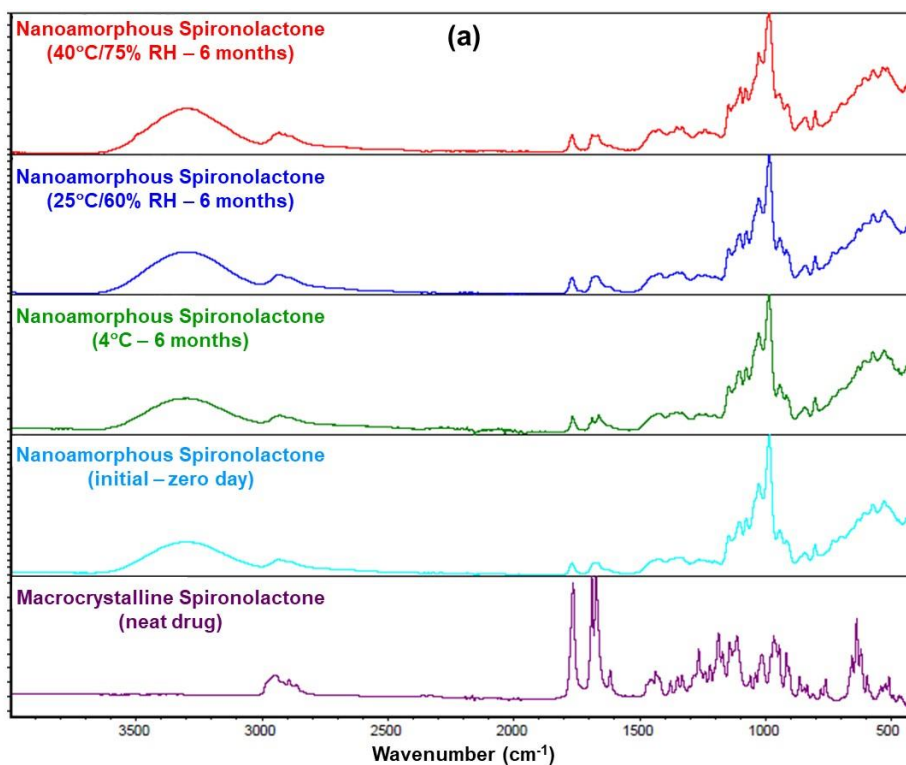 (a)
Nanoamorphous Spironolactone
(40°C/75% RH – 6 months)
Nanoamorphous Spironolactone
(25°C/60% RH – 6 months)
Nanoamorphous Spironolactone
(4°C – 6 months)
Nanoamorphous Spironolactone
(initial – zero day)
Macrocrystalline Spironolactone
(neat drug)
3500 3000 2500 2000 1500 1000 500
Wavenumber (cm⁻¹)